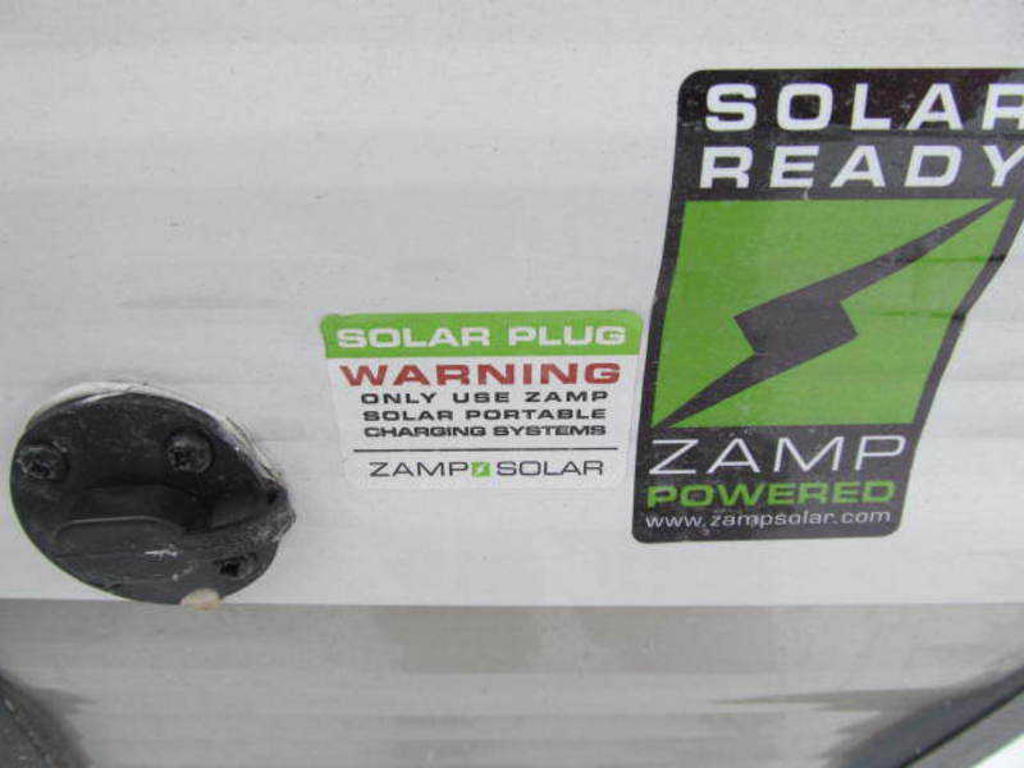 SOLAR PLUG
WARNING
ONLY USE ZAMP
SOLAR PORTABLE
CHARGING SYSTEMS
ZAMP SOLAR
SOLAR
READY
ZAMP
POWERED
www.zampsolar.com